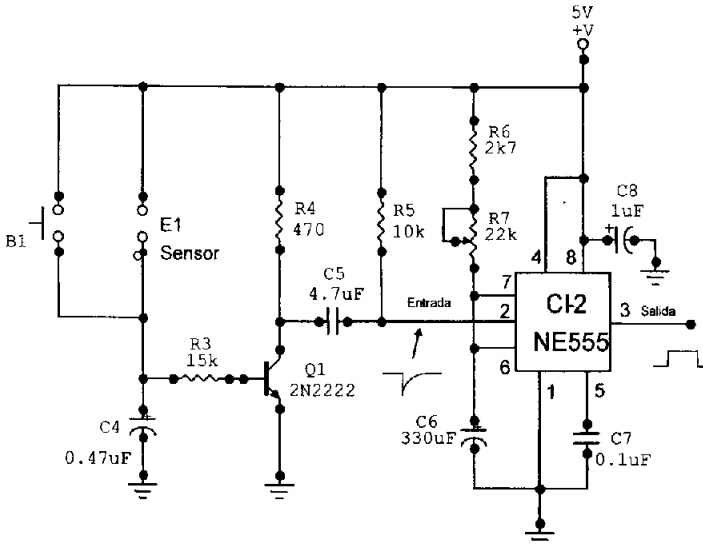 5V
+V
B1
E1
Sensor
R4
470
R5
10k
R6
2k7
R7
22k
C8
+
1uF
C5
4.7uF
Entrada
4
8
7
2
6
CI-2
NE555
3
Salida
1
5
R3
15k
Q1
2N2222
C4
+
0.47uF
C6
+
330uF
C7
0.1uF